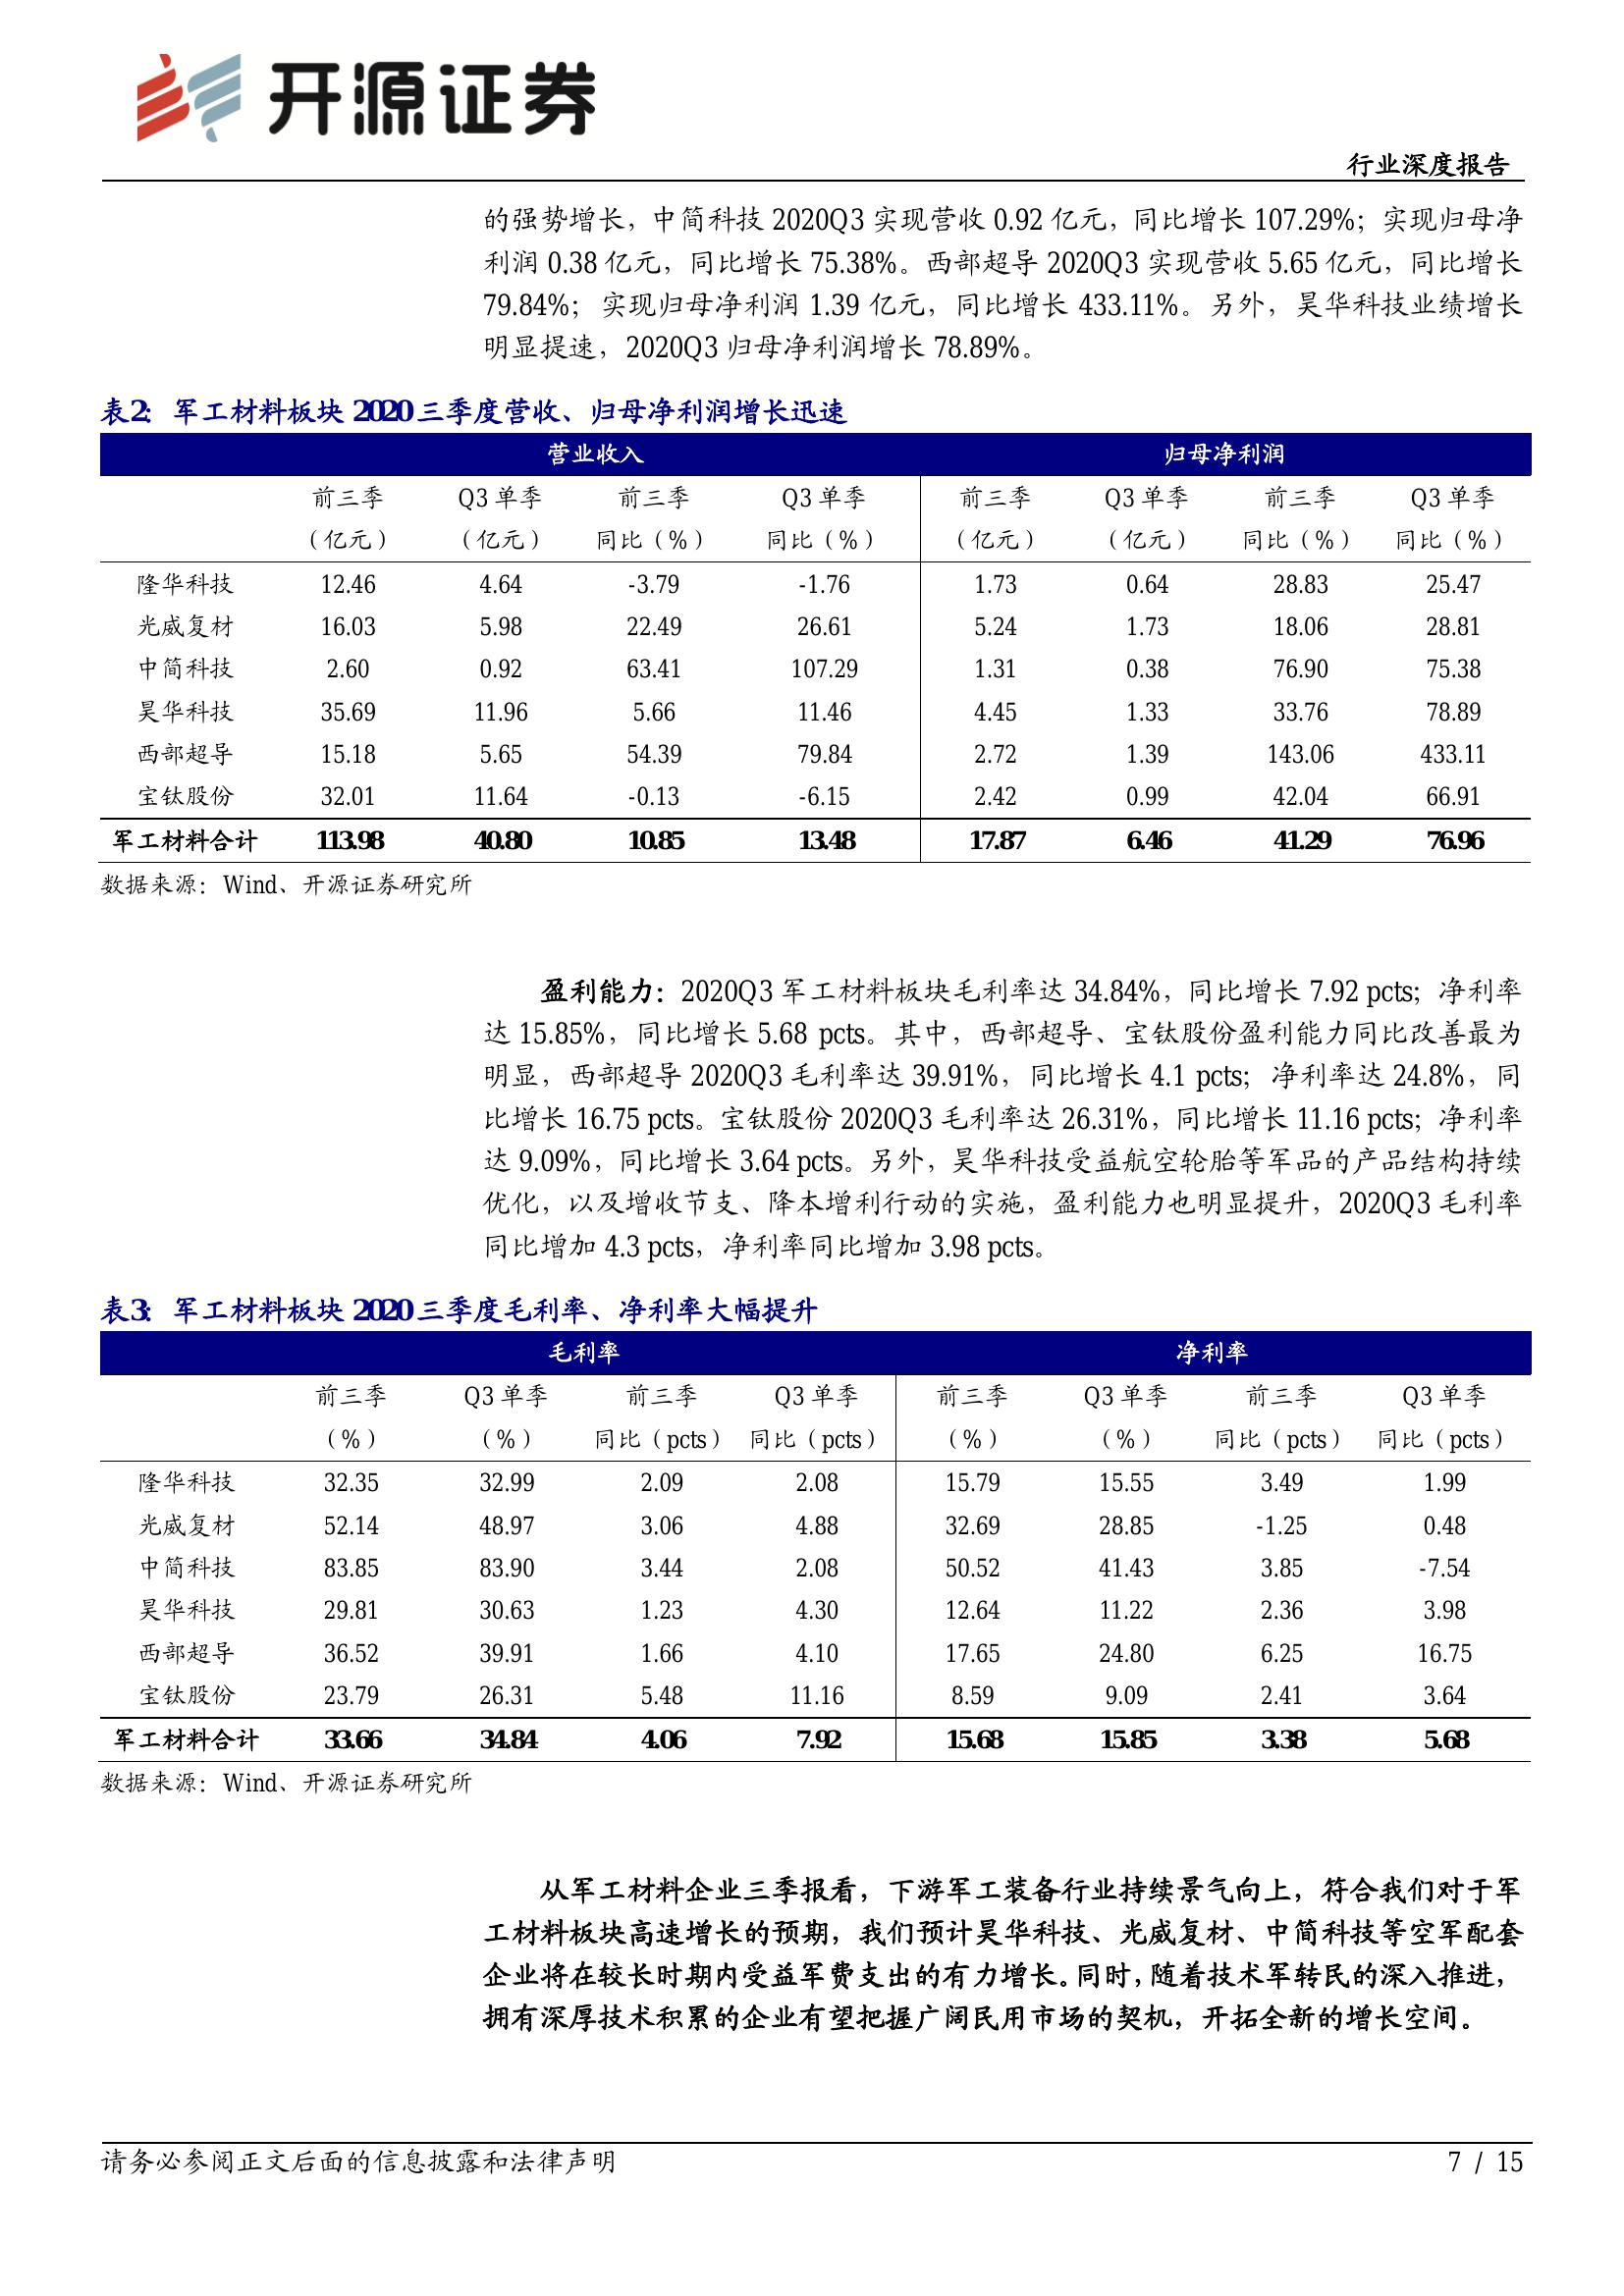 开源证券
行业深度报告
的强势增长，中简科技 2020Q3 实现营收 0.92 亿元，同比增长 107.29%；实现归母净
利润 0.38 亿元，同比增长 75.38%。西部超导 2020Q3 实现营收 5.65 亿元，同比增长
79.84%；实现归母净利润 1.39 亿元，同比增长 433.11%。另外，昊华科技业绩增长
明显提速，2020Q3 归母净利润增长 78.89%。
表2：军工材料板块 2020 三季度营收、归母净利润增长迅速
营业收入 归母净利润
前三季 Q3 单季 前三季 Q3 单季 前三季 Q3 单季 前三季 Q3 单季
（亿元） （亿元） 同比（%） 同比（%） （亿元） （亿元） 同比（%） 同比（%）
隆华科技 12.46 4.64 -3.79 -1.76 1.73 0.64 28.83 25.47
光威复材 16.03 5.98 22.49 26.61 5.24 1.73 18.06 28.81
中简科技 2.60 0.92 63.41 107.29 1.31 0.38 76.90 75.38
昊华科技 35.69 11.96 5.66 11.46 4.45 1.33 33.76 78.89
西部超导 15.18 5.65 54.39 79.84 2.72 1.39 143.06 433.11
宝钛股份 32.01 11.64 -0.13 -6.15 2.42 0.99 42.04 66.91
军工材料合计 113.98 40.80 10.85 13.48 17.87 6.46 41.29 76.96
数据来源：Wind、开源证券研究所
盈利能力：2020Q3 军工材料板块毛利率达 34.84%，同比增长 7.92 pcts；净利率
达 15.85%，同比增长 5.68 pcts。其中，西部超导、宝钛股份盈利能力同比改善最为
明显，西部超导 2020Q3 毛利率达 39.91%，同比增长 4.1 pcts；净利率达 24.8%，同
比增长 16.75 pcts。宝钛股份 2020Q3 毛利率达 26.31%，同比增长 11.16 pcts；净利率
达 9.09%，同比增长 3.64 pcts。另外，昊华科技受益航空轮胎等军品的产品结构持续
优化，以及增收节支、降本增利行动的实施，盈利能力也明显提升，2020Q3 毛利率
同比增加 4.3 pcts，净利率同比增加 3.98 pcts。
表3：军工材料板块 2020 三季度毛利率、净利率大幅提升
毛利率 净利率
前三季 Q3 单季 前三季 Q3 单季 前三季 Q3 单季 前三季 Q3 单季
（%） （%） 同比（pcts） 同比（pcts） （%） （%） 同比（pcts） 同比（pcts）
隆华科技 32.35 32.99 2.09 2.08 15.79 15.55 3.49 1.99
光威复材 52.14 48.97 3.06 4.88 32.69 28.85 -1.25 0.48
中简科技 83.85 83.90 3.44 2.08 50.52 41.43 3.85 -7.54
昊华科技 29.81 30.63 1.23 4.30 12.64 11.22 2.36 3.98
西部超导 36.52 39.91 1.66 4.10 17.65 24.80 6.25 16.75
宝钛股份 23.79 26.31 5.48 11.16 8.59 9.09 2.41 3.64
军工材料合计 33.66 34.84 4.06 7.92 15.68 15.85 3.38 5.68
数据来源：Wind、开源证券研究所
从军工材料企业三季报看，下游军工装备行业持续景气向上，符合我们对于军
工材料板块高速增长的预期，我们预计昊华科技、光威复材、中简科技等空军配套
企业将在较长时期内受益军费支出的有力增长。同时，随着技术军转民的深入推进，
拥有深厚技术积累的企业有望把握广阔民用市场的契机，开拓全新的增长空间。
请务必参阅正文后面的信息披露和法律声明 7 / 15